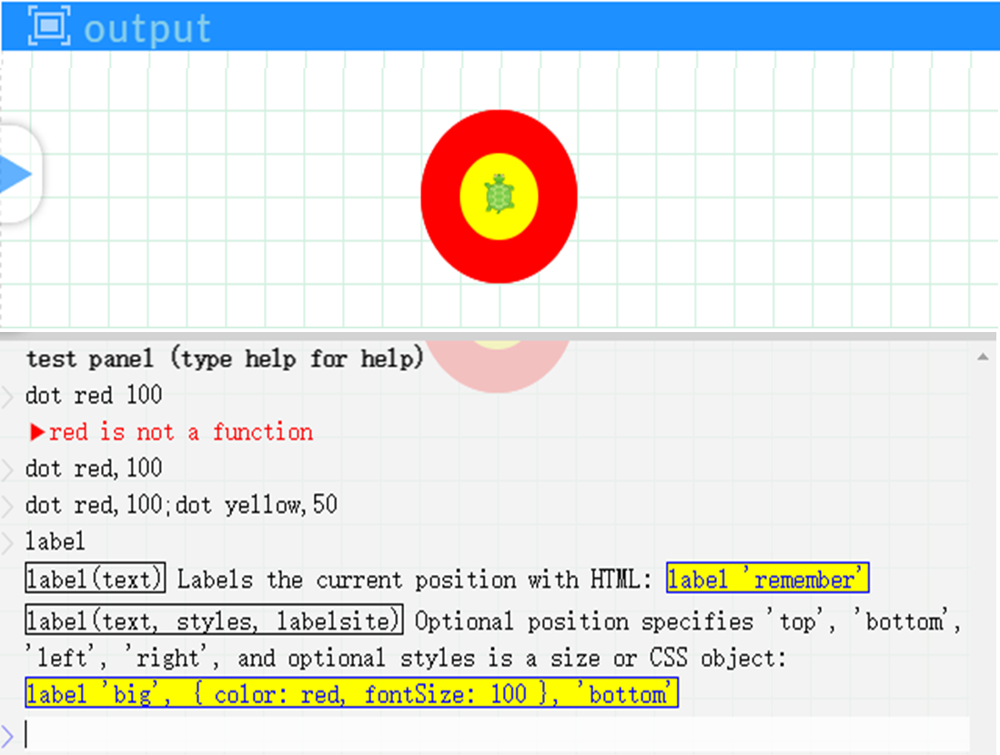 output
test panel (type help for help)
dot red 100
▶red is not a function
dot red,100
dot red,100;dot yellow,50
label
label(text) Labels the current position with HTML: label 'remember'
label(text, styles, labelsite) Optional position specifies 'top', 'bottom',
'left', 'right', and optional styles is a size or CSS object:
label 'big', { color: red, fontSize: 100 }, 'bottom'